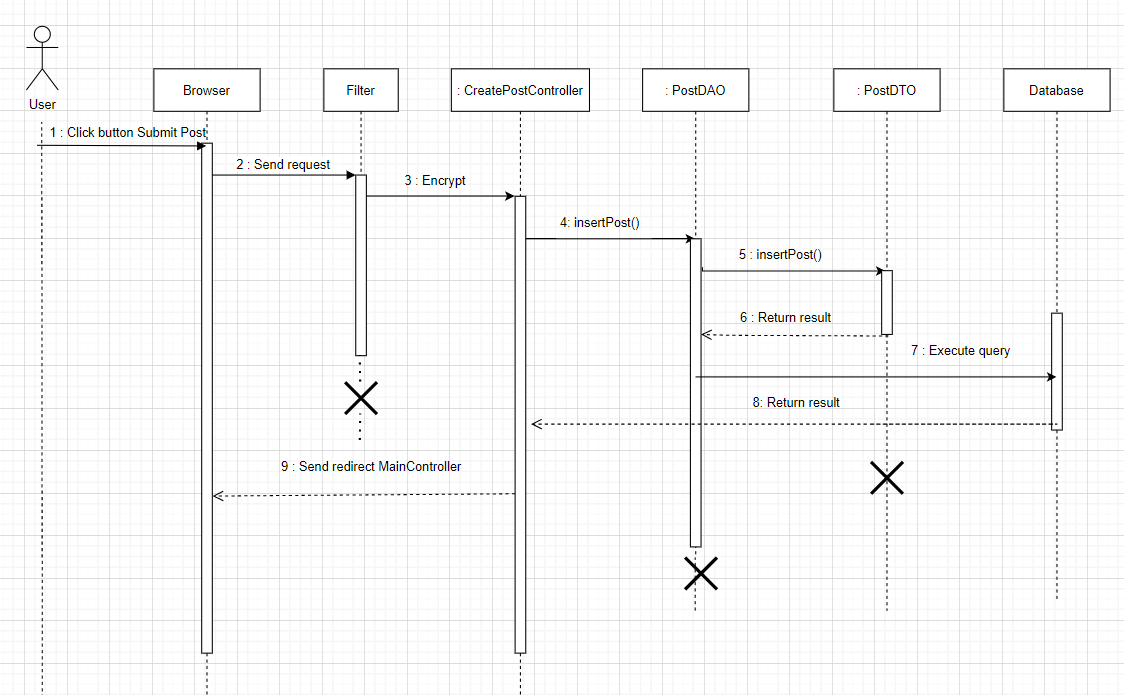 User
Browser
Filter
: CreatePostController
: PostDAO
: PostDTO
Database
1 : Click button Submit Post
2 : Send request
3 : Encrypt
4: insertPost()
5 : insertPost()
6 : Return result
7 : Execute query
8: Return result
9 : Send redirect MainController